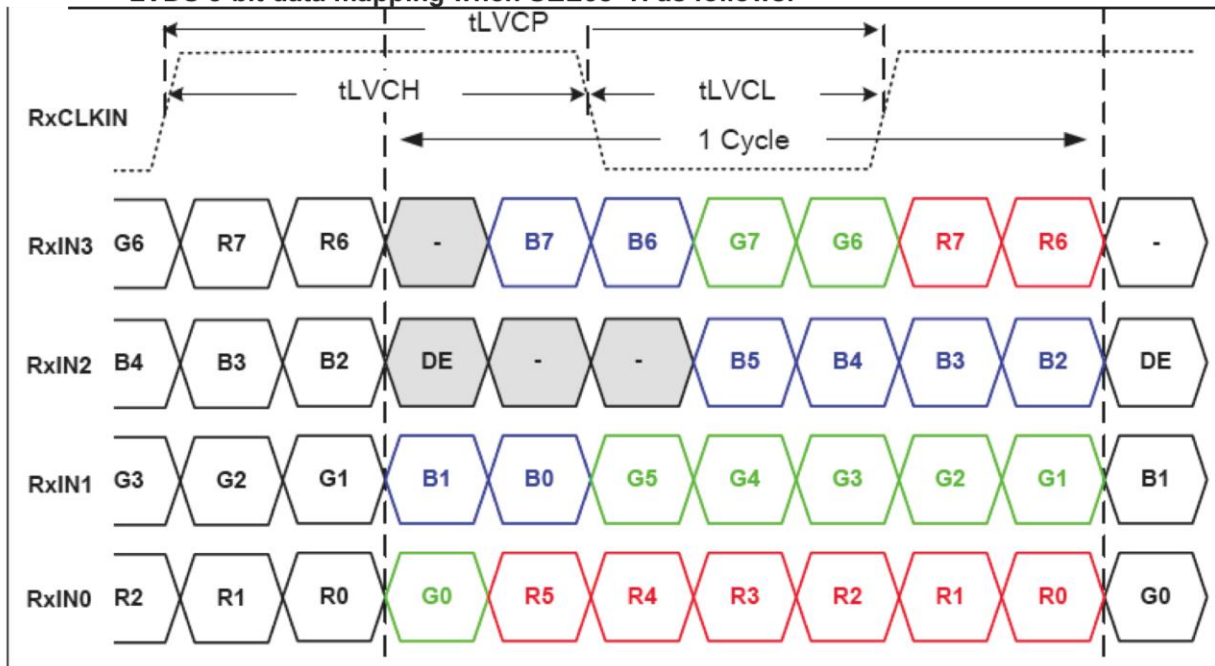 tLVCP
tLVCH
tLVCL
RxCLKIN
1 Cycle
RxIN3 G6 R7 R6 - B7 B6 G7 G6 R7 R6 -
RxIN2 B4 B3 B2 DE - - B5 B4 B3 B2 DE
RxIN1 G3 G2 G1 B1 B0 G5 G4 G3 G2 G1 B1
RxIN0 R2 R1 R0 G0 R5 R4 R3 R2 R1 R0 G0